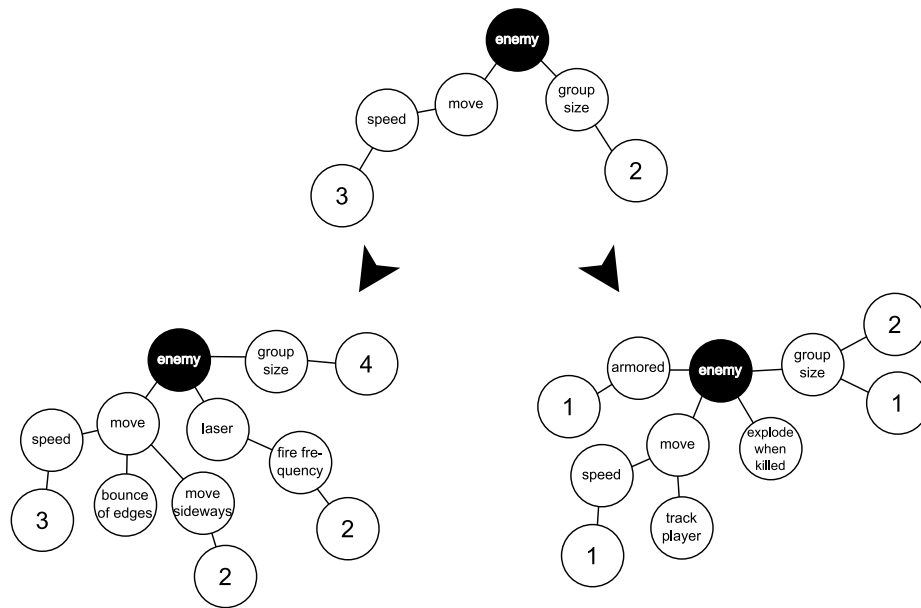 enemy
group
size
move
speed
3
2
enemy
group
size
4
move
speed
laser
fire fre-
quency
bounce
of edges
move
sideways
3
2
2
2
group
size
armored
enemy
1
1
explode
when
killed
move
speed
track
player
1